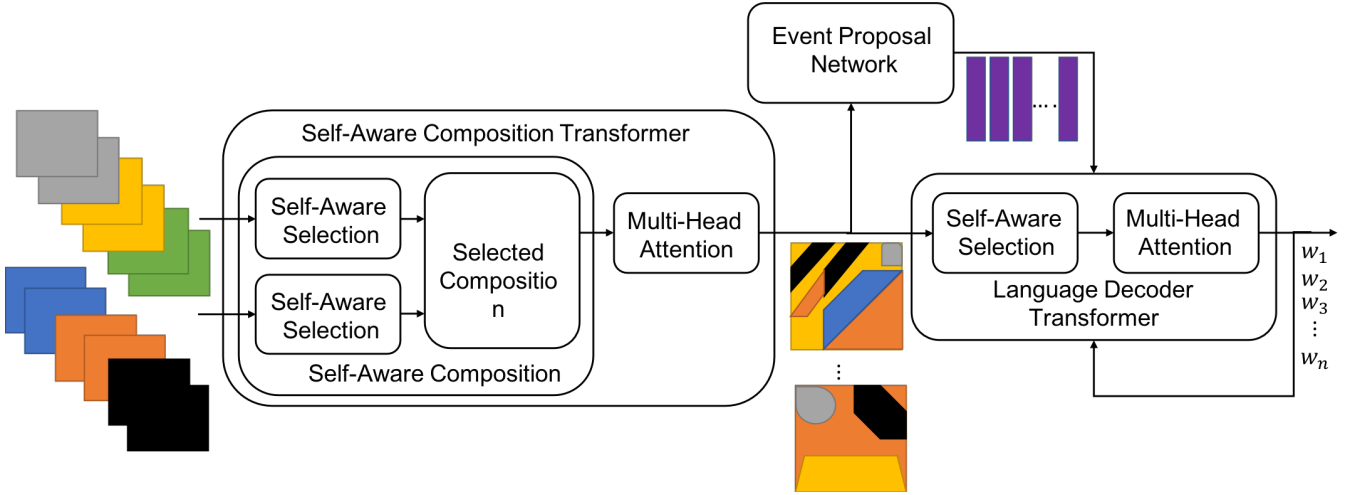 Event Proposal
Network
Self-Aware Composition Transformer
Self-Aware
Selection
Selected
Compositio
n
Self-Aware
Selection
Self-Aware Composition
Multi-Head
Attention
⋮
....
Self-Aware
Selection
Multi-Head
Attention
Language Decoder
Transformer
w₁
w₂
w₃
⋮
wₙ